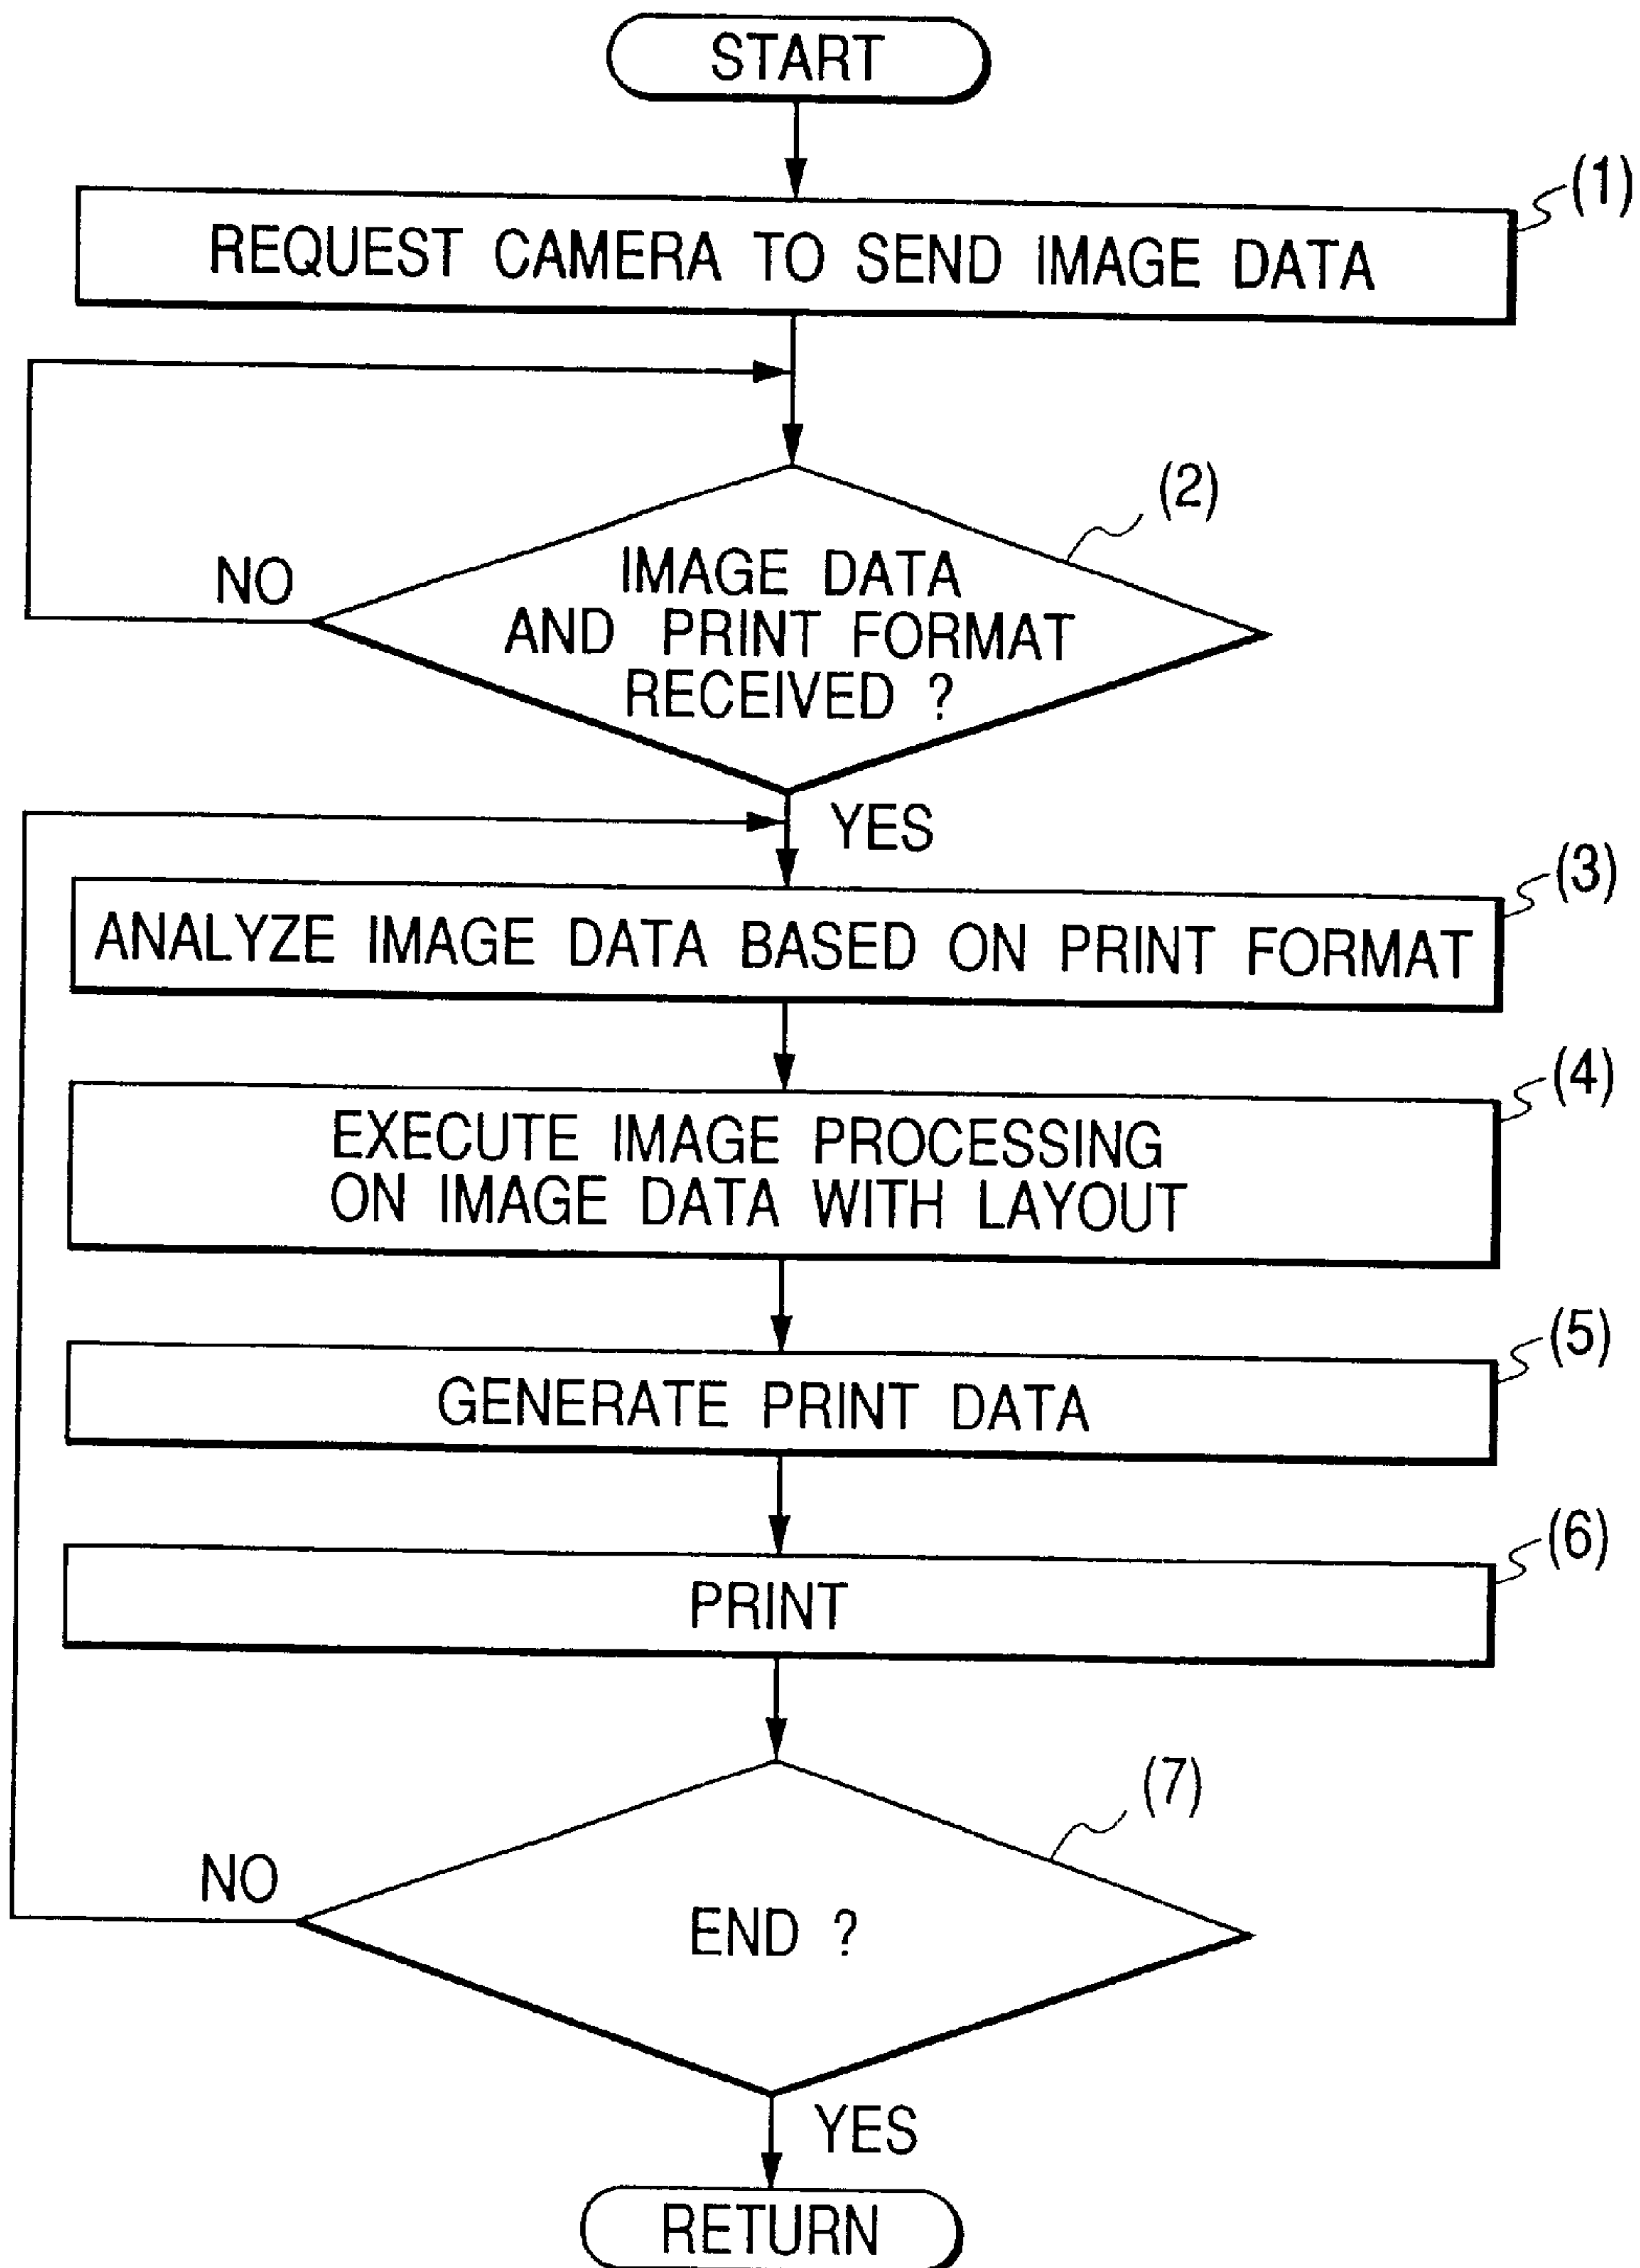 START
(1)
REQUEST CAMERA TO SEND IMAGE DATA
(2)
IMAGE DATA
AND PRINT FORMAT
RECEIVED ?
NO
YES
(3)
ANALYZE IMAGE DATA BASED ON PRINT FORMAT
(4)
EXECUTE IMAGE PROCESSING
ON IMAGE DATA WITH LAYOUT
(5)
GENERATE PRINT DATA
(6)
PRINT
(7)
NO
END ?
YES
RETURN